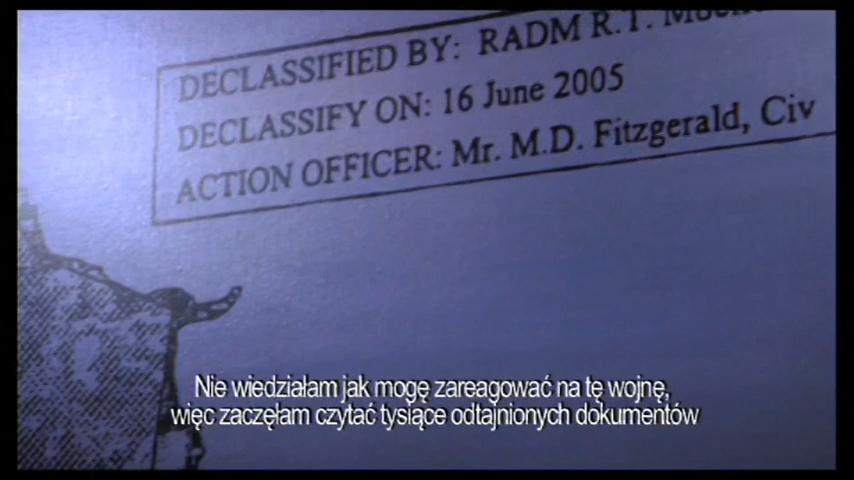 DECLASSIFIED BY: RADM R.T.
DECLASSIFY ON: 16 June 2005
ACTION OFFICER: Mr. M.D. Fitzgerald, Civ
Nie wiedziałam jak mogę zareagować na tę wojnę,
więc zaczęłam czytać tysiące odtajnionych dokumentów